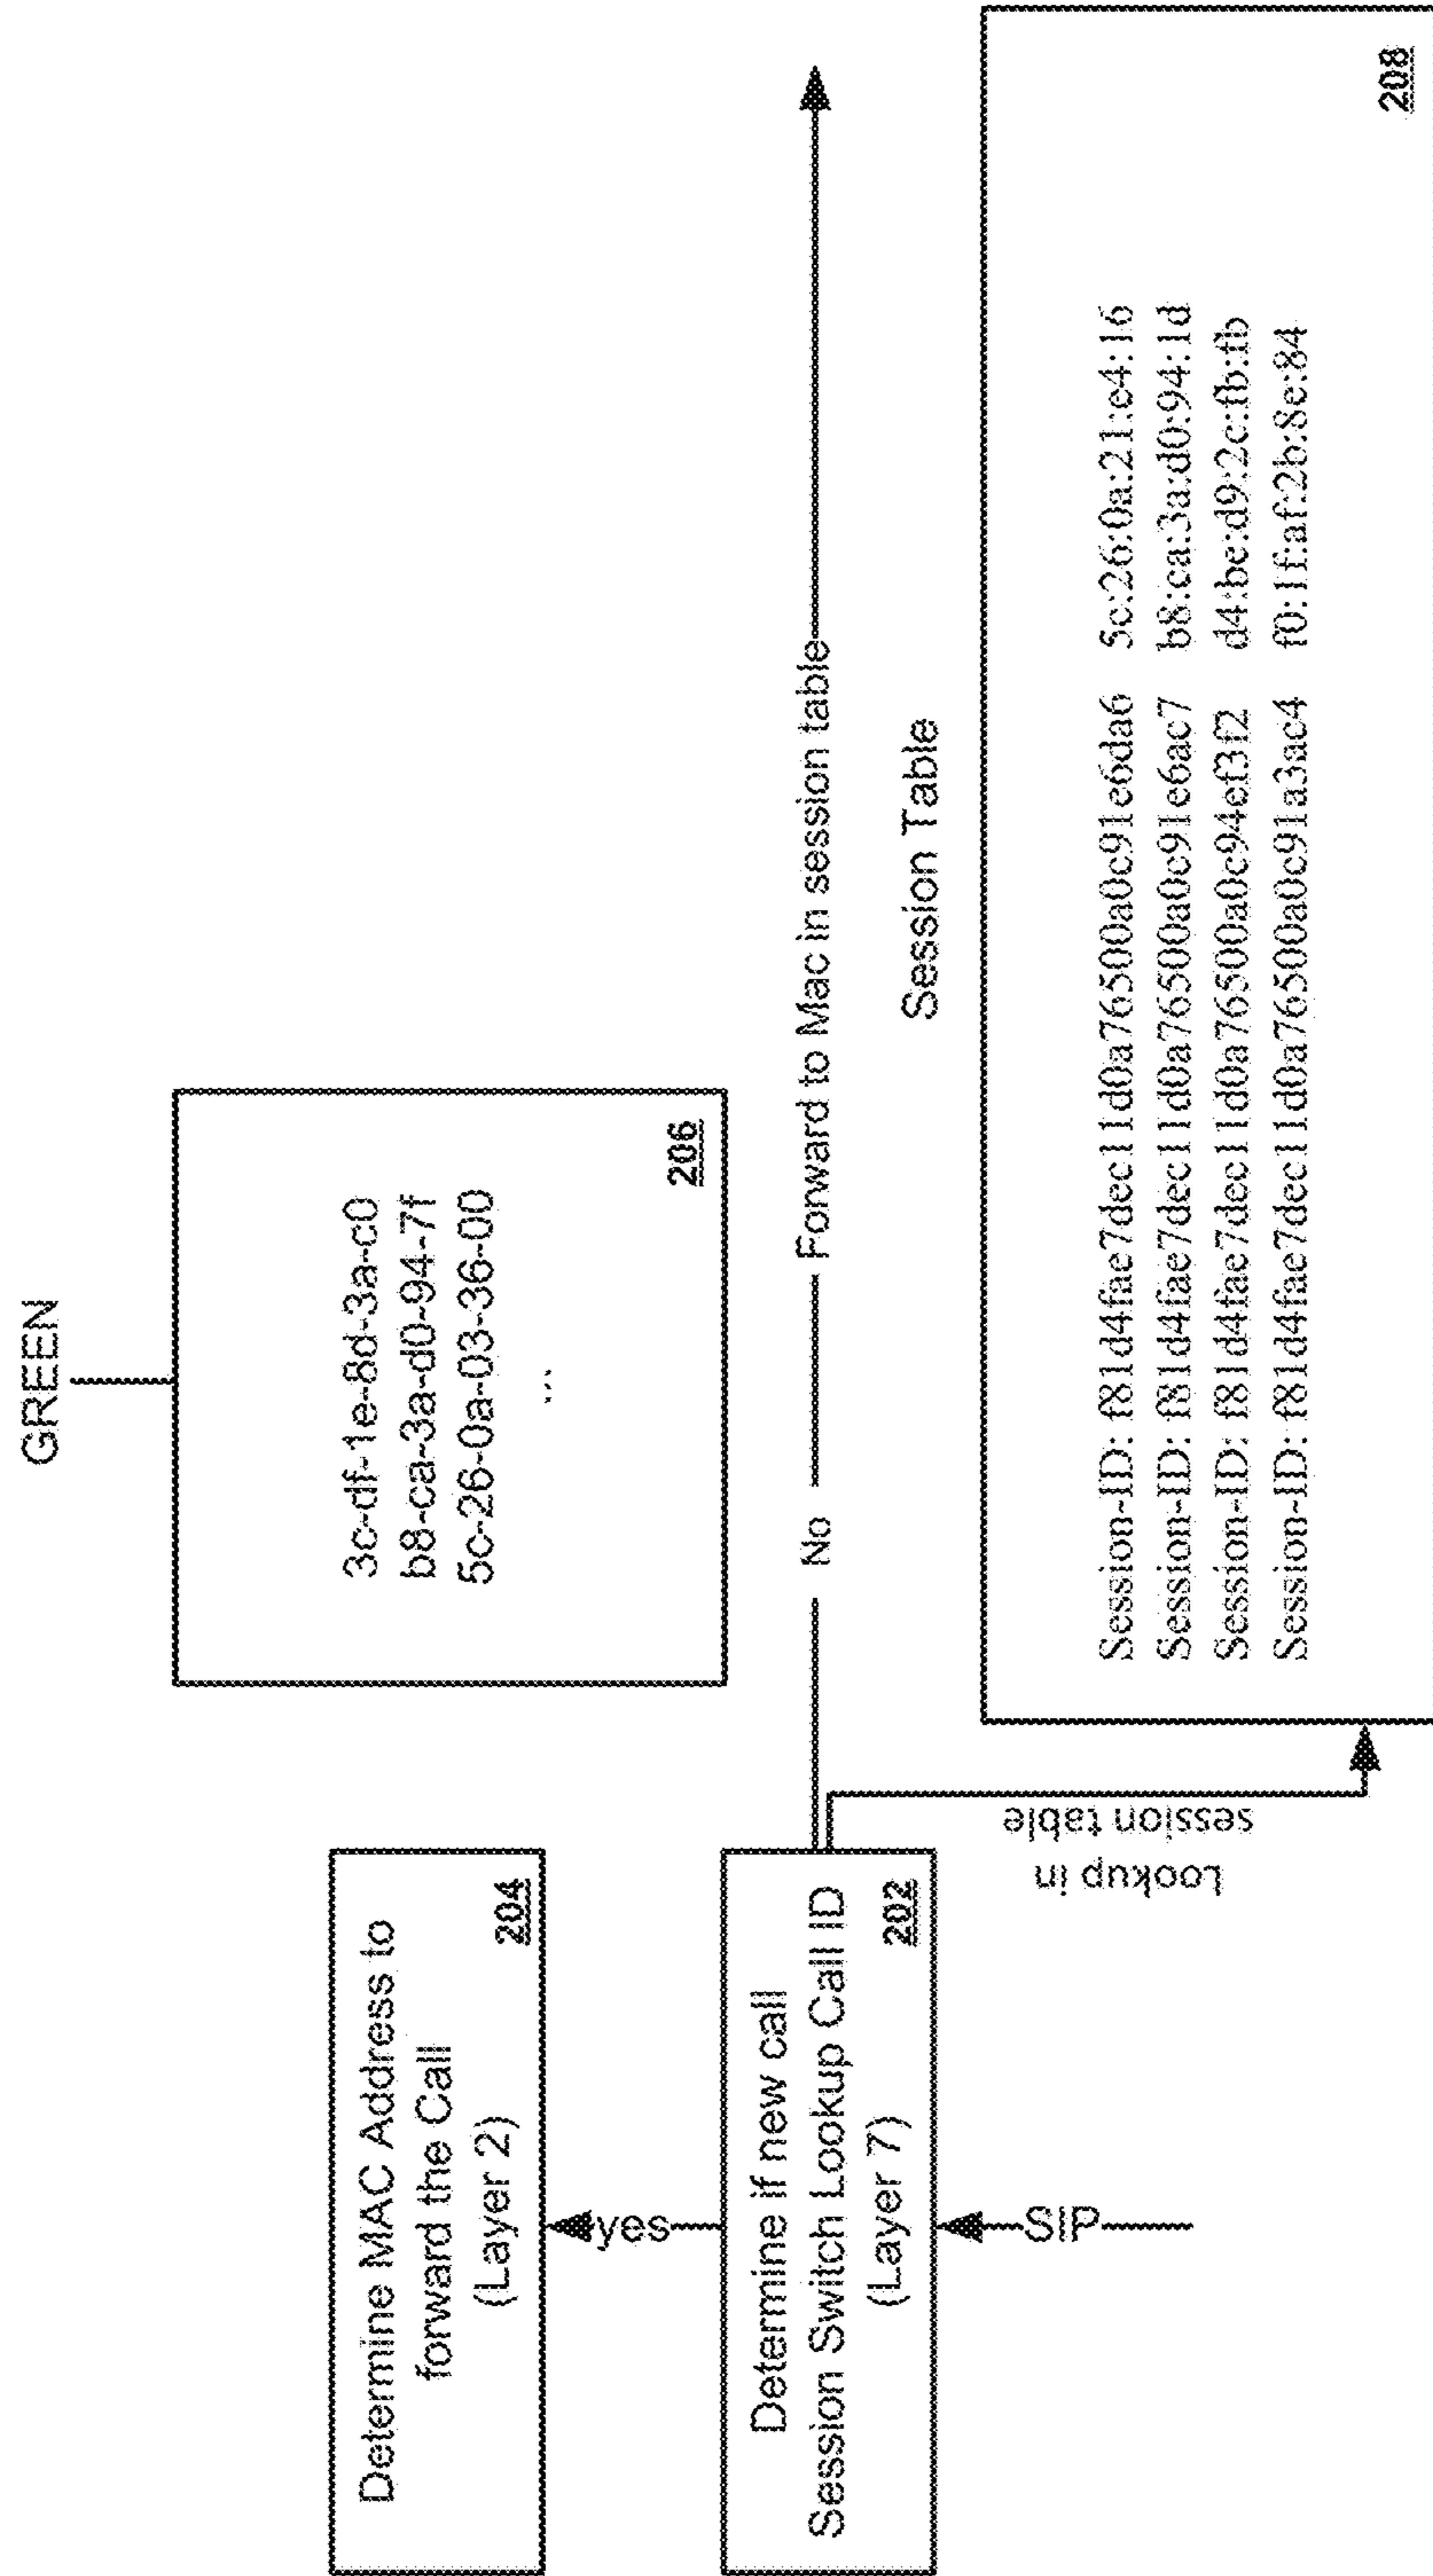 GREEN
3c-df-1e-8d-3a-c0
b8-ca-3a-d0-94-7f
5c-26-0a-03-36-00
...
206
Determine MAC Address to
forward the Call
(Layer 2)
204
yes
Determine if new call
Session Switch Lookup Call ID
(Layer 7)
202
SIP
No
Forward to Mac in session table
Lookup in
session table
Session Table
Session-ID: f81d4fae7dec11d0a76500a0c91e6da6 5c:26:0a:21:e4:16
Session-ID: f81d4fae7dec11d0a76500a0c91e6ac7 b8:ca:3a:d0:94:1d
Session-ID: f81d4fae7dec11d0a76500a0c94ef3f2 d4:be:d9:2c:fb:fb
Session-ID: f81d4fae7dec11d0a76500a0c91a3ac4 f0:1f:af:2b:8e:84
208